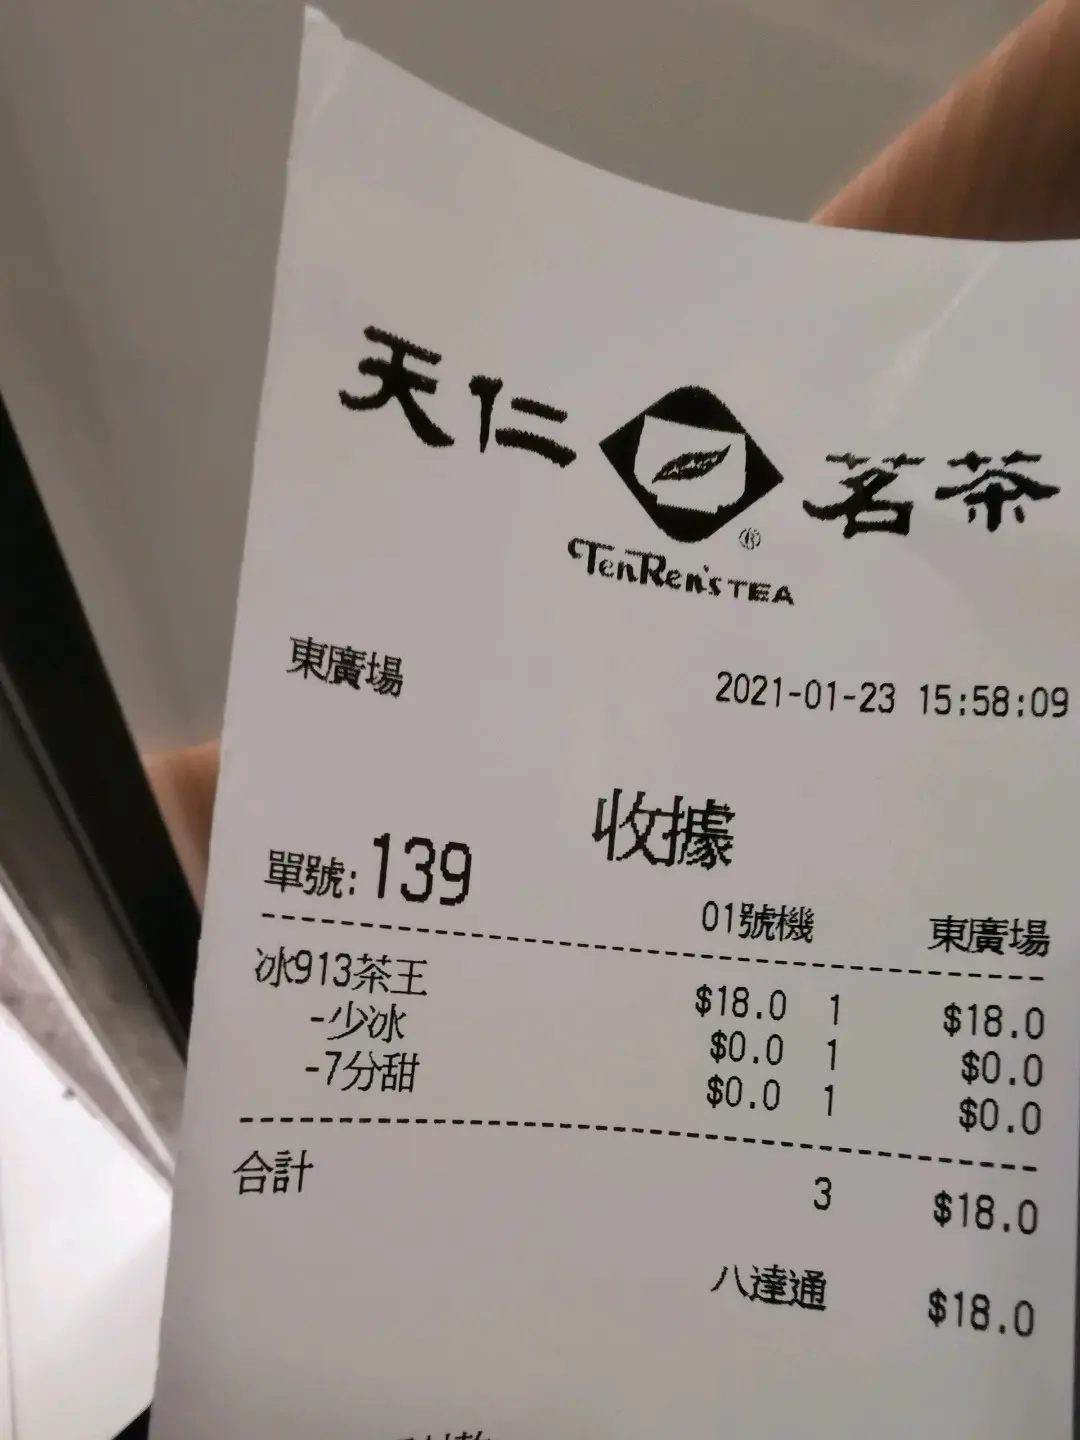 天仁茗茶
®
TenRen'sTEA
東廣場 2021-01-23 15:58:09
收據
單號: 139 01號機 東廣場
冰913茶王 $18.0 1 $18.0
-少冰 $0.0 1 $0.0
-7分甜 $0.0 1 $0.0
合計 3 $18.0
八達通 $18.0